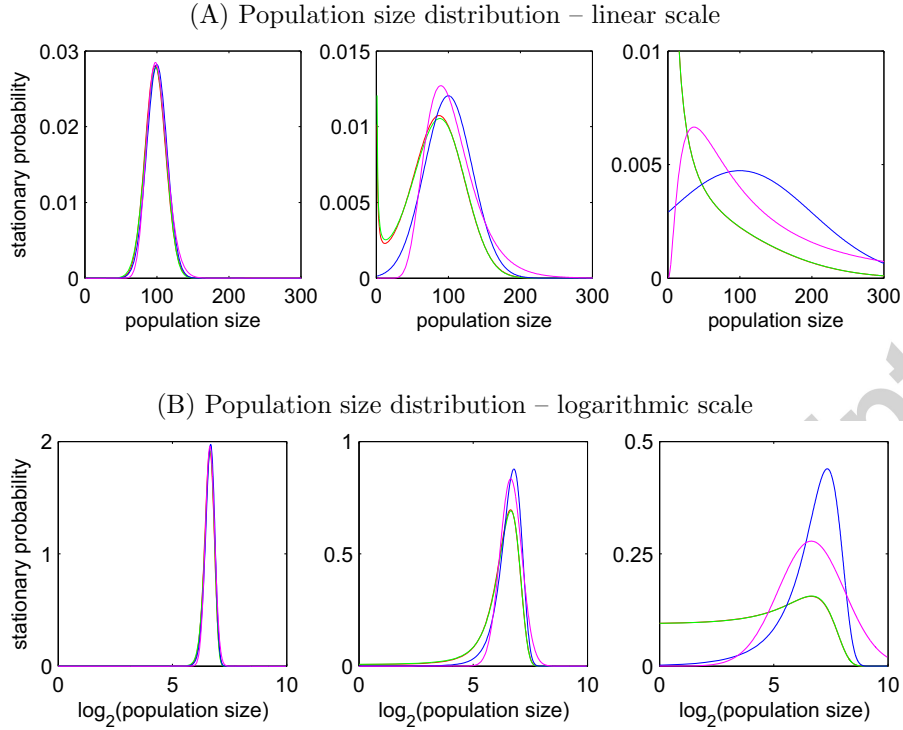 (A) Population size distribution – linear scale
0.03
0.02
0.01
0
0.015
0.01
0.005
0
0.01
0.005
0
stationary probability
0 100 200 300
0 100 200 300
0 100 200 300
population size
population size
population size
(B) Population size distribution – logarithmic scale
2
1
0
1
0.5
0
0.5
0.25
0
stationary probability
0 5 10
0 5 10
0 5 10
log2(population size)
log2(population size)
log2(population size)